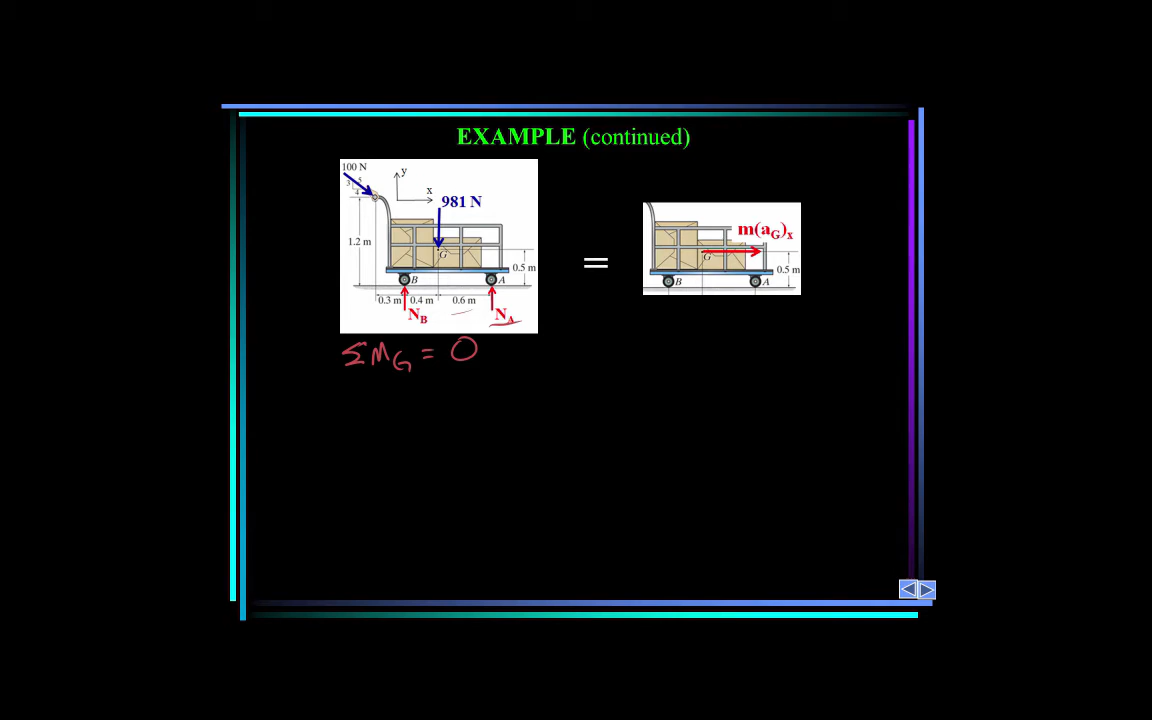 EXAMPLE (continued)
100 N
3 5
4
y
x
981 N
1.2 m
G
0.5 m
B
A
0.3 m 0.4 m 0.6 m
N_B
N_A
=
m(a_G)_x
G
0.5 m
B
A
ΣM_G = 0